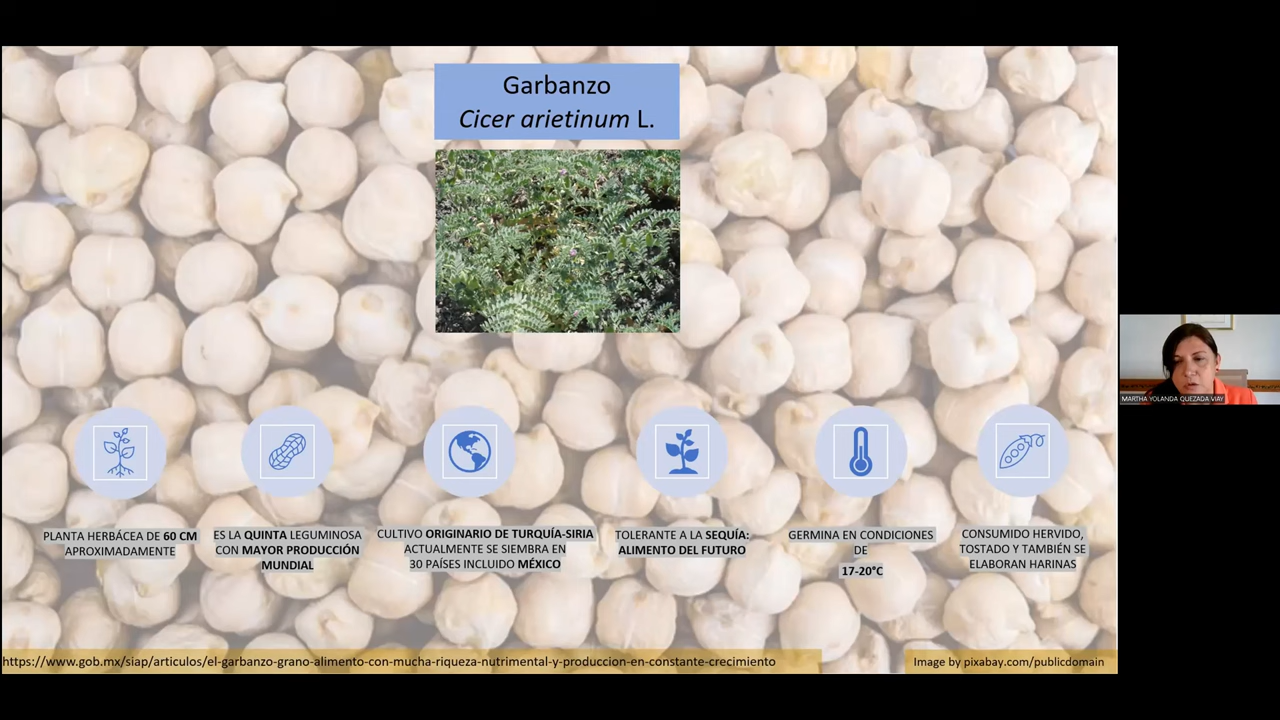 Garbanzo
Cicer arietinum L.
PLANTA HERBÁCEA DE 60 CM
APROXIMADAMENTE
ES LA QUINTA LEGUMINOSA
CON MAYOR PRODUCCIÓN
MUNDIAL
CULTIVO ORIGINARIO DE TURQUÍA-SIRIA
ACTUALMENTE SE SIEMBRA EN
30 PAÍSES INCLUIDO MÉXICO
TOLERANTE A LA SEQUÍA:
ALIMENTO DEL FUTURO
GERMINA EN CONDICIONES
DE
17-20°C
CONSUMIDO HERVIDO,
TOSTADO Y TAMBIÉN SE
ELABORAN HARINAS
https://www.gob.mx/siap/articulos/el-garbanzo-grano-alimento-con-mucha-riqueza-nutrimental-y-produccion-en-constante-crecimiento
Image by pixabay.com/publicdomain
MARTHA YOLANDA QUEZADA VIAY